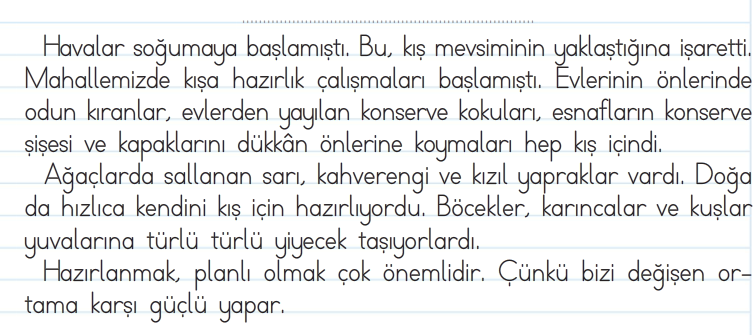 Havalar soğumaya başlamıştı. Bu, kış mevsiminin yaklaştığına işaretti.
Mahallemizde kışa hazırlık çalışmaları başlamıştı. Evlerinin önlerinde
odun kıranlar, evlerden yayılan konserve kokuları, esnafların konserve
şişesi ve kapaklarını dükkân önlerine koymaları hep kış içindi.
Ağaçlarda sallanan sarı, kahverengi ve kızıl yapraklar vardı. Doğa
da hızlıca kendini kış için hazırlıyordu. Böcekler, karıncalar ve kuşlar
yuvalarına türlü türlü yiyecek taşıyorlardı.
Hazırlanmak, planlı olmak çok önemlidir. Çünkü bizi değişen or-
tama karşı güçlü yapar.